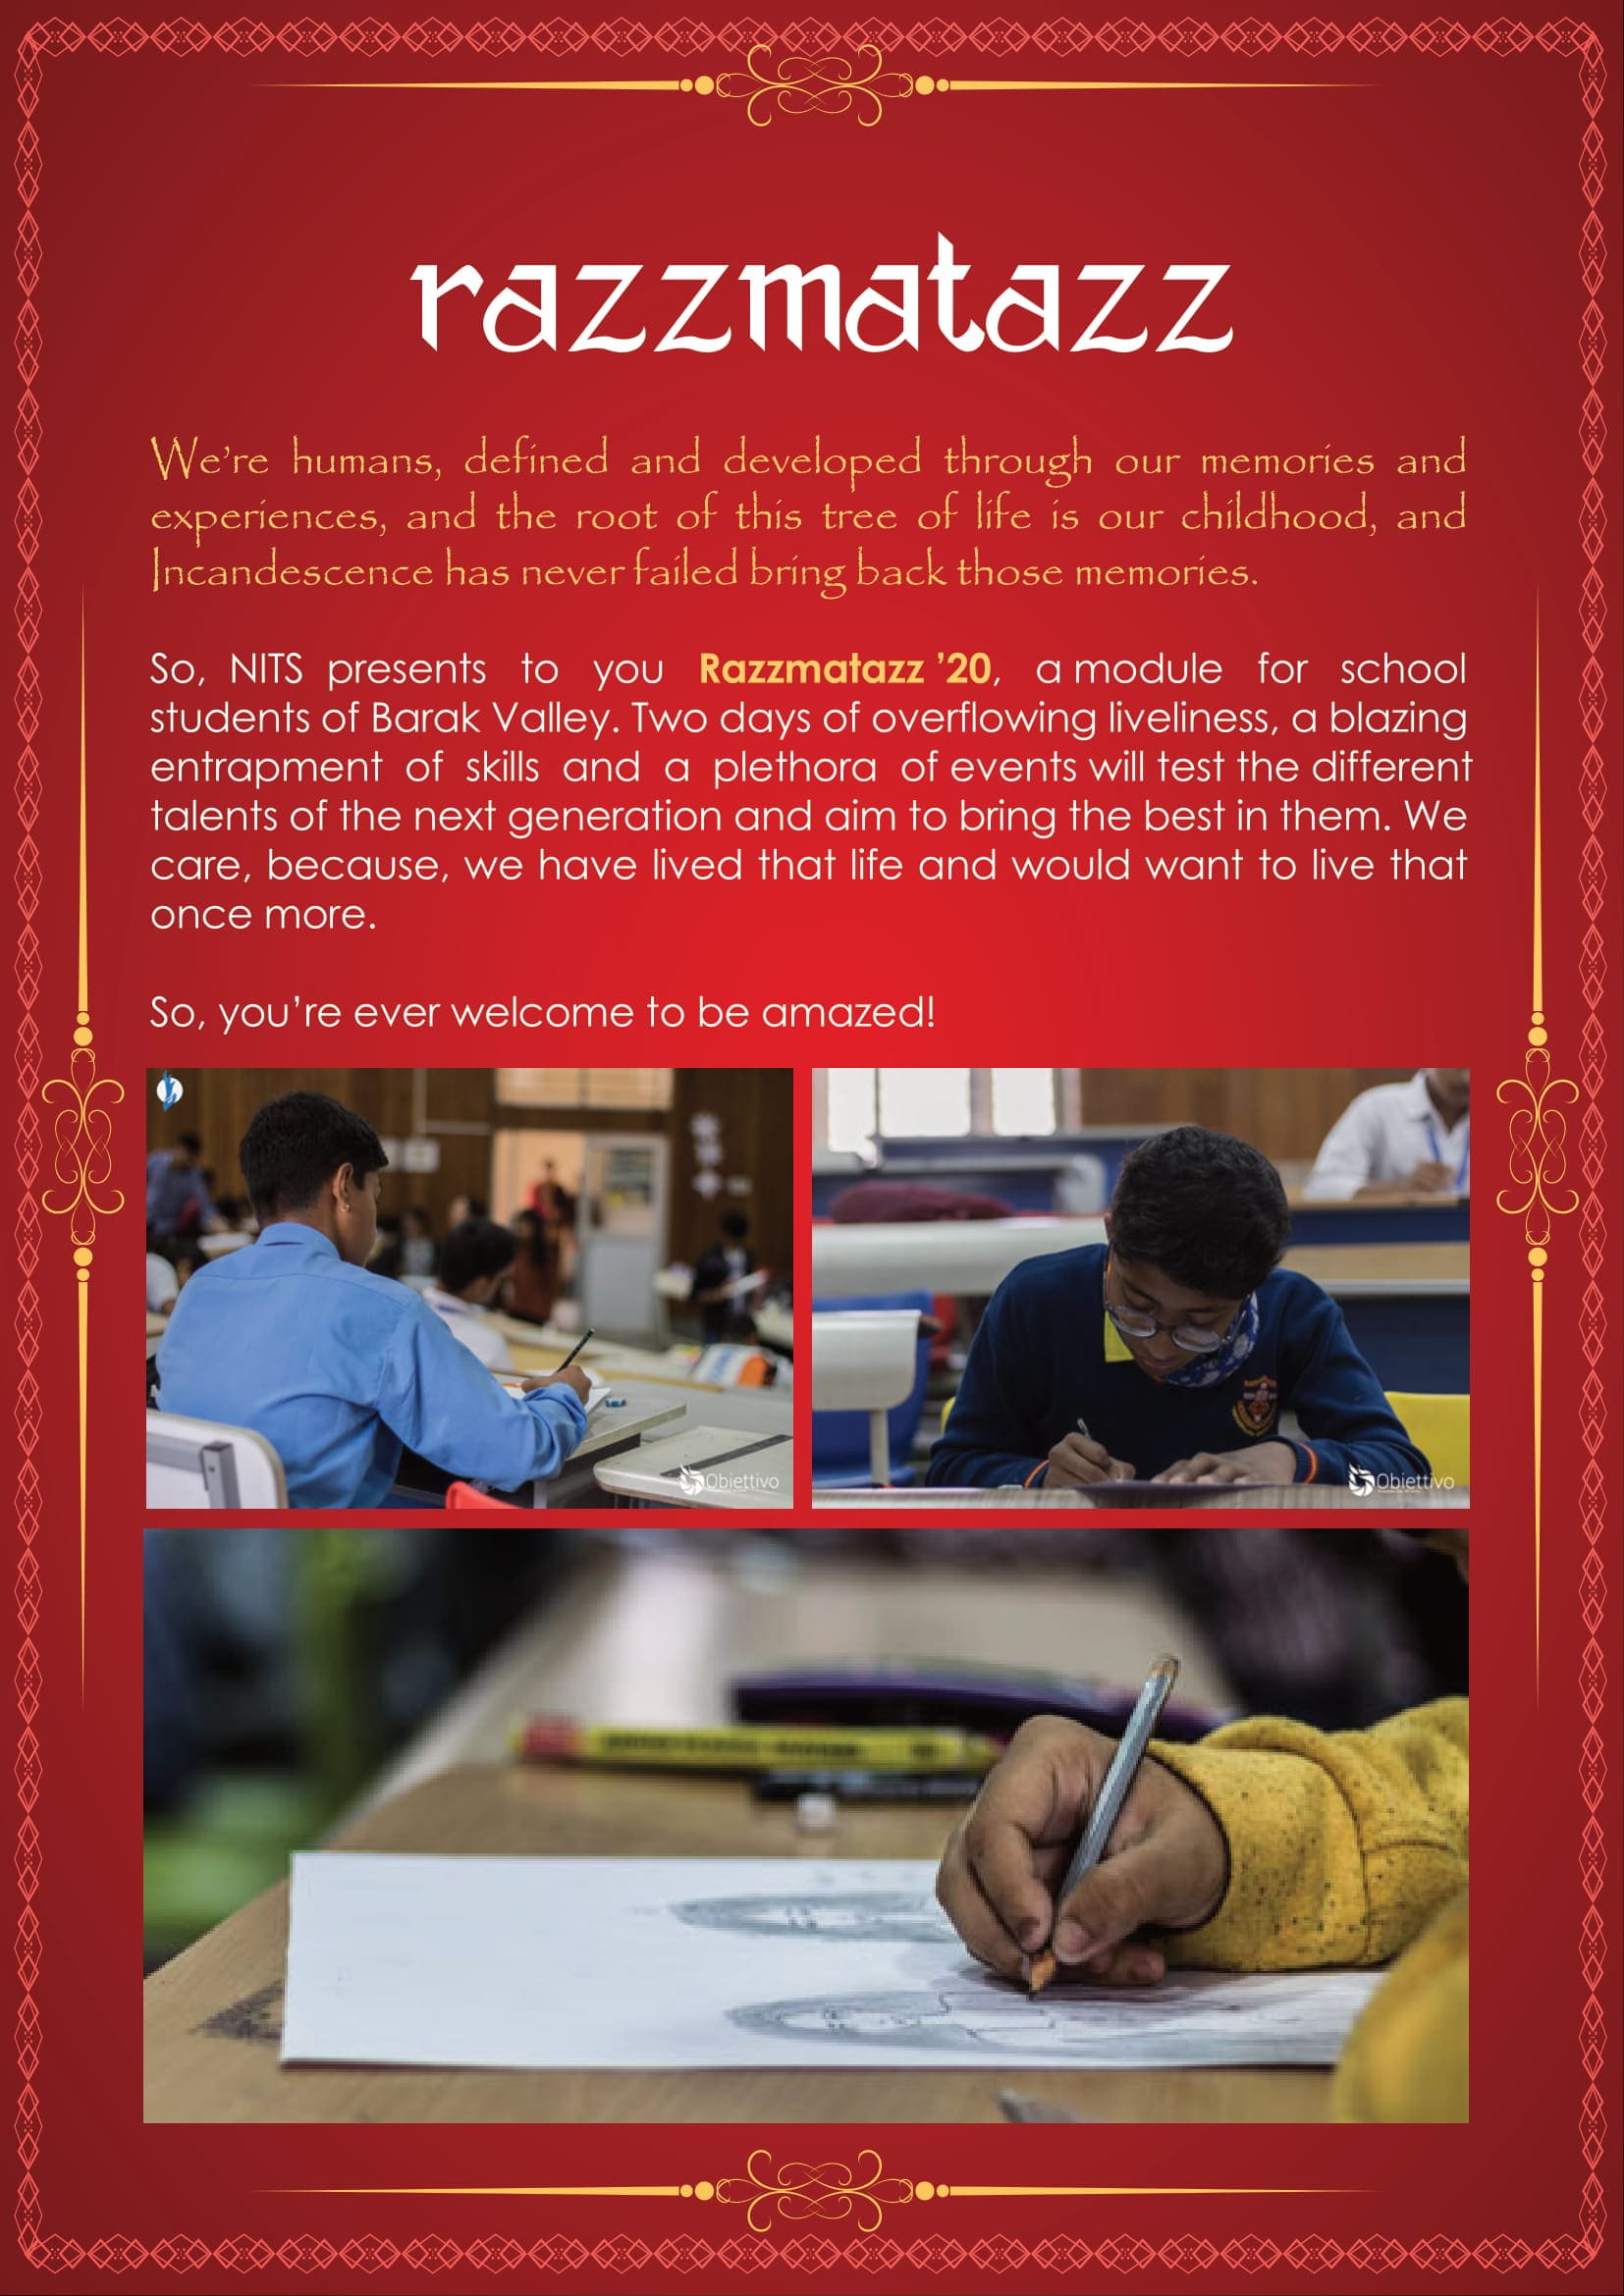 razzmatazz
We're humans, defined and developed through our memories and
experiences, and the root of this tree of life is our childhood, and
Incandescence has never failed bring back those memories.
So, NITS presents to you Razzmatazz ’20, a module for school
students of Barak Valley. Two days of overflowing liveliness, a blazing
entrapment of skills and a plethora of events will test the different
talents of the next generation and aim to bring the best in them. We
care, because, we have lived that life and would want to live that
once more.
So, you’re ever welcome to be amazed!
Obiettivo
Obiettivo